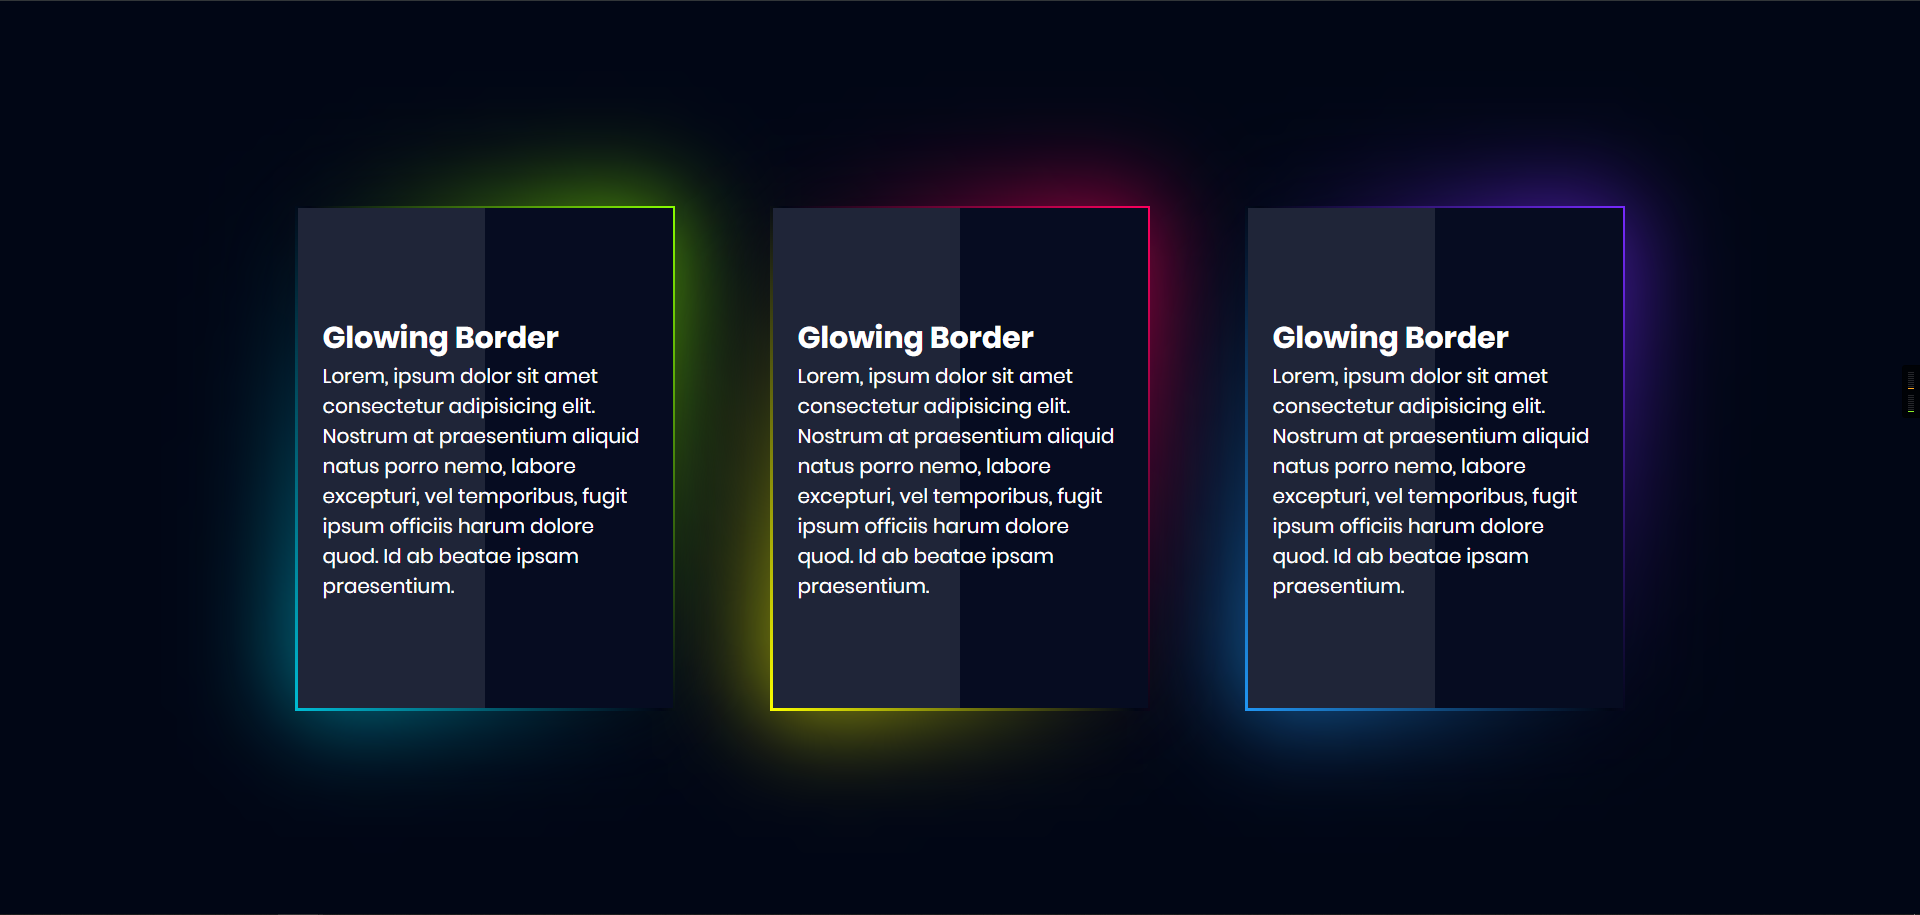 Glowing Border
Lorem, ipsum dolor sit amet
consectetur adipisicing elit.
Nostrum at praesentium aliquid
natus porro nemo, labore
excepturi, vel temporibus, fugit
ipsum officiis harum dolore
quod. Id ab beatae ipsam
praesentium.
Glowing Border
Lorem, ipsum dolor sit amet
consectetur adipisicing elit.
Nostrum at praesentium aliquid
natus porro nemo, labore
excepturi, vel temporibus, fugit
ipsum officiis harum dolore
quod. Id ab beatae ipsam
praesentium.
Glowing Border
Lorem, ipsum dolor sit amet
consectetur adipisicing elit.
Nostrum at praesentium aliquid
natus porro nemo, labore
excepturi, vel temporibus, fugit
ipsum officiis harum dolore
quod. Id ab beatae ipsam
praesentium.